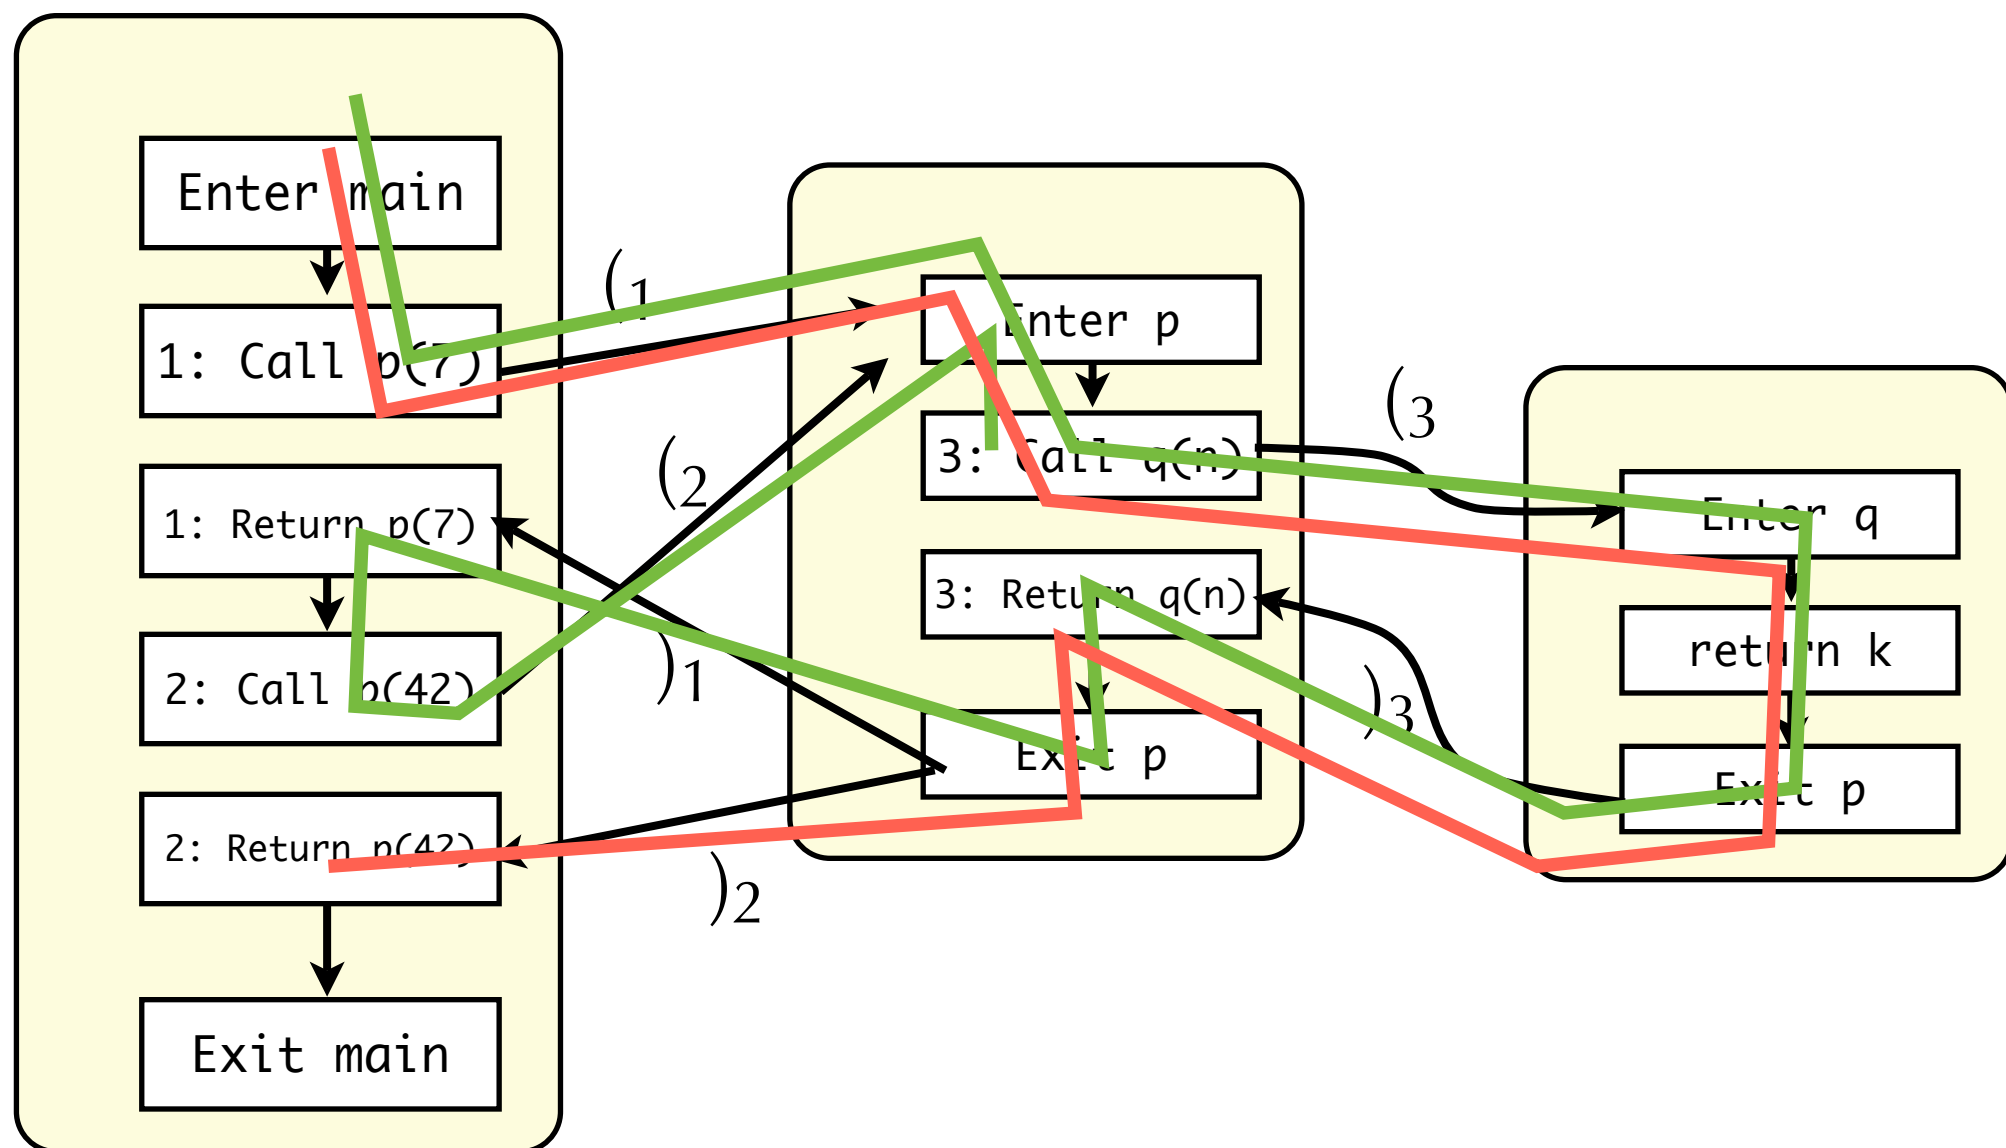 Enter main
1: Call p(7)
1: Return p(7)
2: Call p(42)
2: Return p(42)
Exit main
(1
(2
)1
)2
Enter p
3: Call q(n)
3: Return q(n)
Exit p
(3
)3
Enter q
return k
Exit p